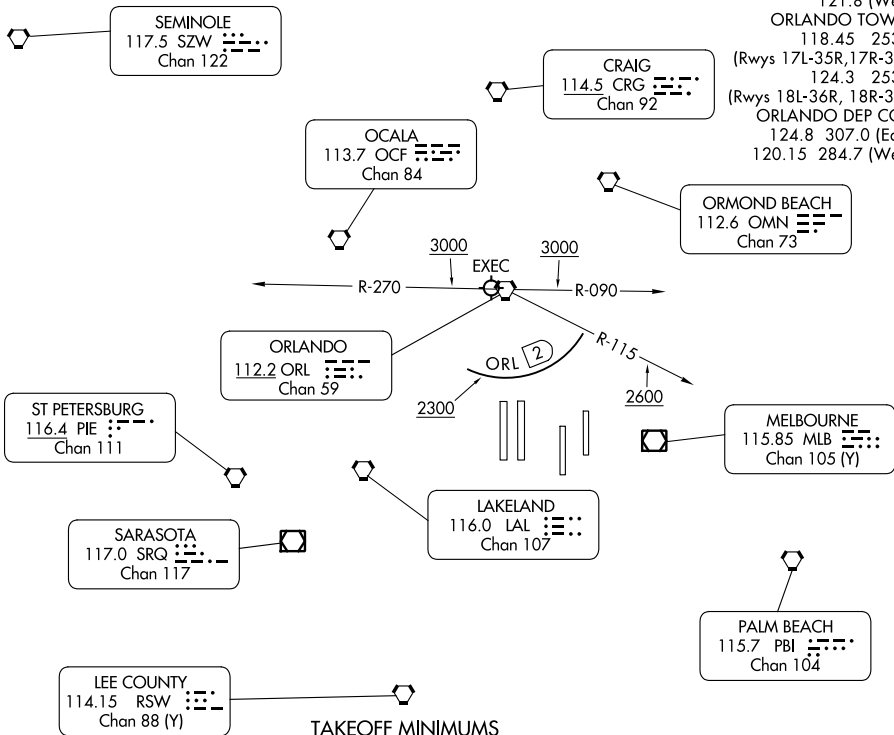 121.8 (We
ORLANDO TOW
118.45 253
(Rwys 17L-35R,17R-3
124.3 253
(Rwys 18L-36R, 18R-3
ORLANDO DEP CO
124.8 307.0 (Ea
120.15 284.7 (We
SEMINOLE
117.5 SZW
Chan 122
CRAIG
114.5 CRG
Chan 92
OCALA
113.7 OCF
Chan 84
ORMOND BEACH
112.6 OMN
Chan 73
3000
3000
EXEC
R-270
R-090
R-115
ORLANDO
112.2 ORL
Chan 59
ORL 2
2300
2600
ST PETERSBURG
116.4 PIE
Chan 111
MELBOURNE
115.85 MLB
Chan 105 (Y)
LAKELAND
116.0 LAL
Chan 107
SARASOTA
117.0 SRQ
Chan 117
PALM BEACH
115.7 PBI
Chan 104
LEE COUNTY
114.15 RSW
Chan 88 (Y)
TAKEOFF MINIMUMS